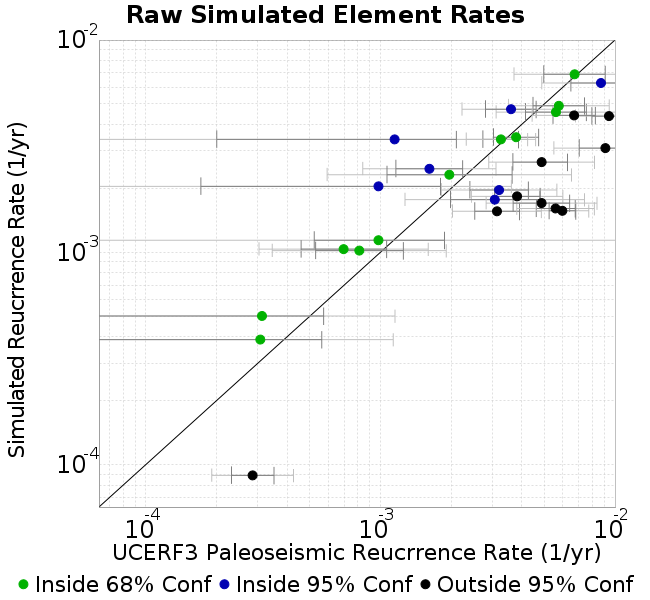 Raw Simulated Element Rates
Simulated Reucrrence Rate (1/yr)
10-2
10-3
10-4
10-4 10-3 10-2
UCERF3 Paleoseismic Reucrrence Rate (1/yr)
Inside 68% Conf Inside 95% Conf Outside 95% Conf